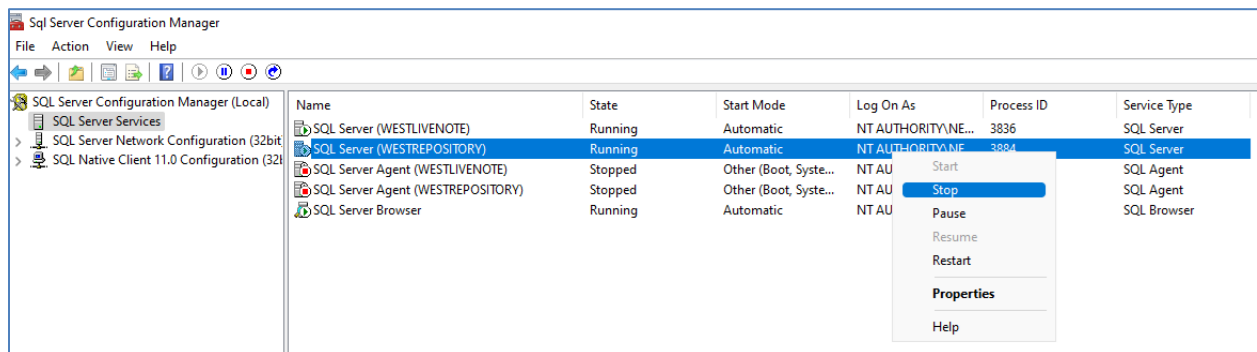 Sql Server Configuration Manager
File Action View Help
SQL Server Configuration Manager (Local)
SQL Server Services
SQL Server Network Configuration (32bit
SQL Native Client 11.0 Configuration (32
Name State Start Mode Log On As Process ID Service Type
SQL Server (WESTLIVENOTE) Running Automatic NT AUTHORITY\NE... 3836 SQL Server
SQL Server (WESTREPOSITORY) Running Automatic NT AUTHORITY\NE 3884 SQL Server
SQL Server Agent (WESTLIVENOTE) Stopped Other (Boot, Syste... NT AU SQL Agent
SQL Server Agent (WESTREPOSITORY) Stopped Other (Boot, Syste... NT AU SQL Agent
SQL Server Browser Running Automatic NT AU SQL Browser
Start
Stop
Pause
Resume
Restart
Properties
Help